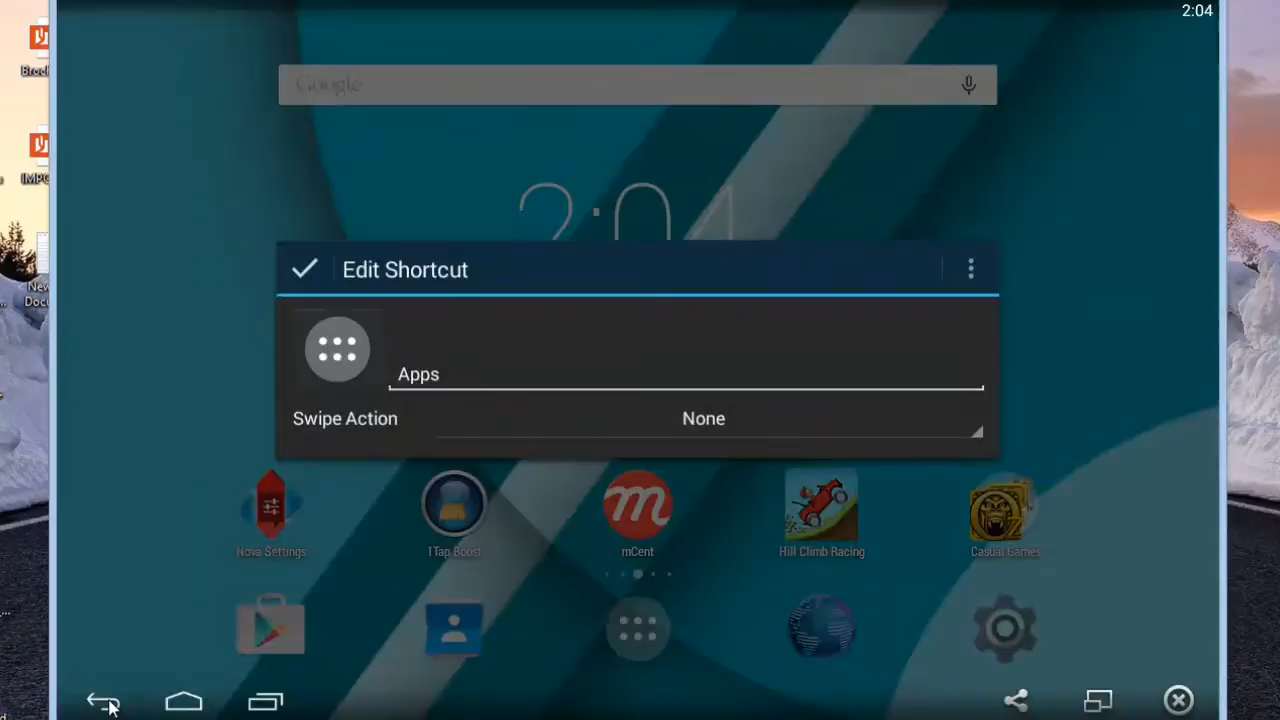 2:04
Google
2:04
Edit Shortcut
Apps
Swipe Action
None
Nova Settings
1Tap Boost
mCent
Hill Climb Racing
Casual Games